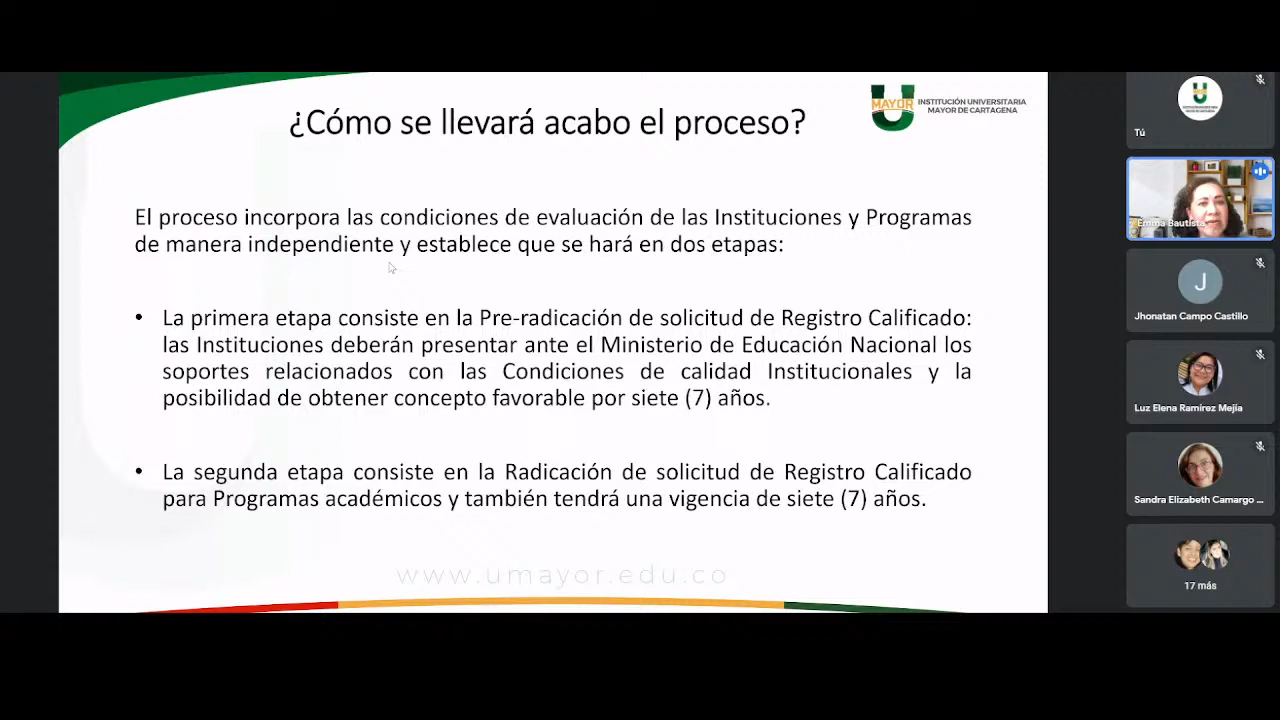 ¿Cómo se llevará acabo el proceso?
MAYOR
INSTITUCIÓN UNIVERSITARIA
MAYOR DE CARTAGENA
El proceso incorpora las condiciones de evaluación de las Instituciones y Programas
de manera independiente y establece que se hará en dos etapas:
• La primera etapa consiste en la Pre-radicación de solicitud de Registro Calificado:
las Instituciones deberán presentar ante el Ministerio de Educación Nacional los
soportes relacionados con las Condiciones de calidad Institucionales y la
posibilidad de obtener concepto favorable por siete (7) años.
• La segunda etapa consiste en la Radicación de solicitud de Registro Calificado
para Programas académicos y también tendrá una vigencia de siete (7) años.
www.umayor.edu.co
Tú
Emma Bautista
J
Jhonatan Campo Castillo
Luz Elena Ramirez Mejía
Sandra Elizabeth Camargo ...
17 más